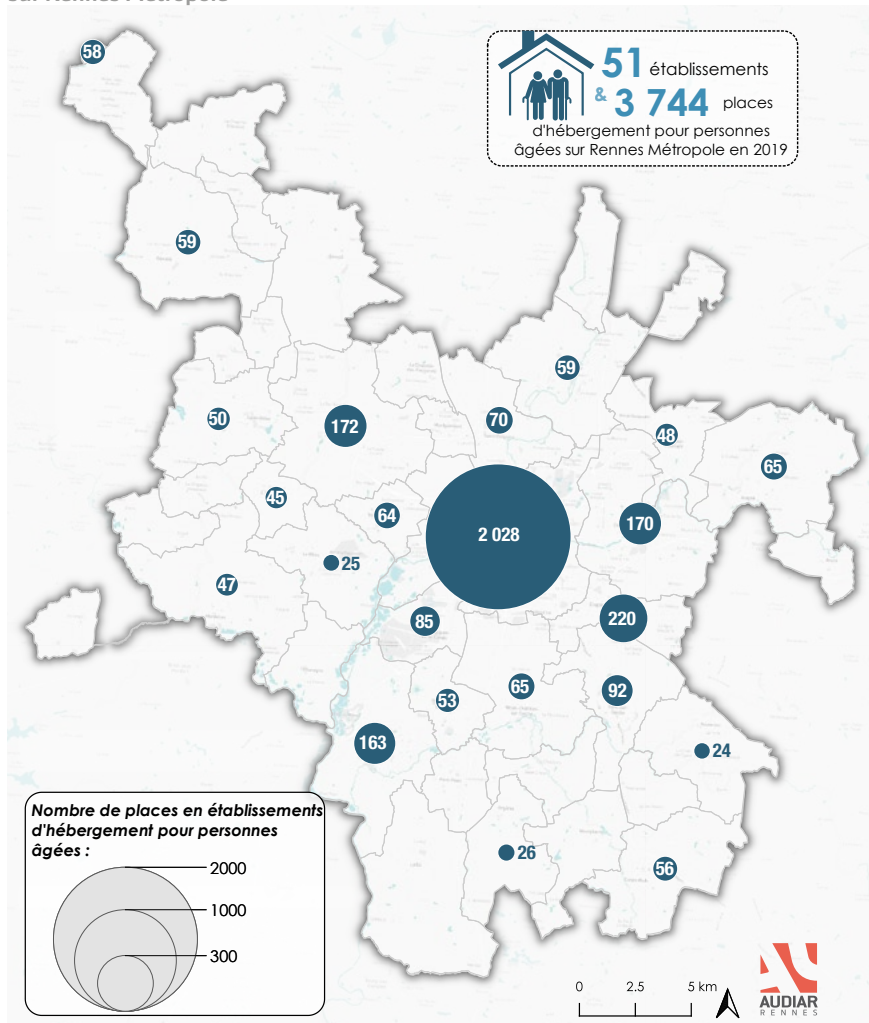 58
51 établissements
& 3 744 places
d'hébergement pour personnes
âgées sur Rennes Métropole en 2019
59
59
50
172
70
48
65
45
64
2 028
170
25
47
85
220
53
65
92
163
24
26
56
Nombre de places en établissements
d'hébergement pour personnes
âgées :
2000
1000
300
0 2.5 5 km
AU
AUDIAR
RENNES